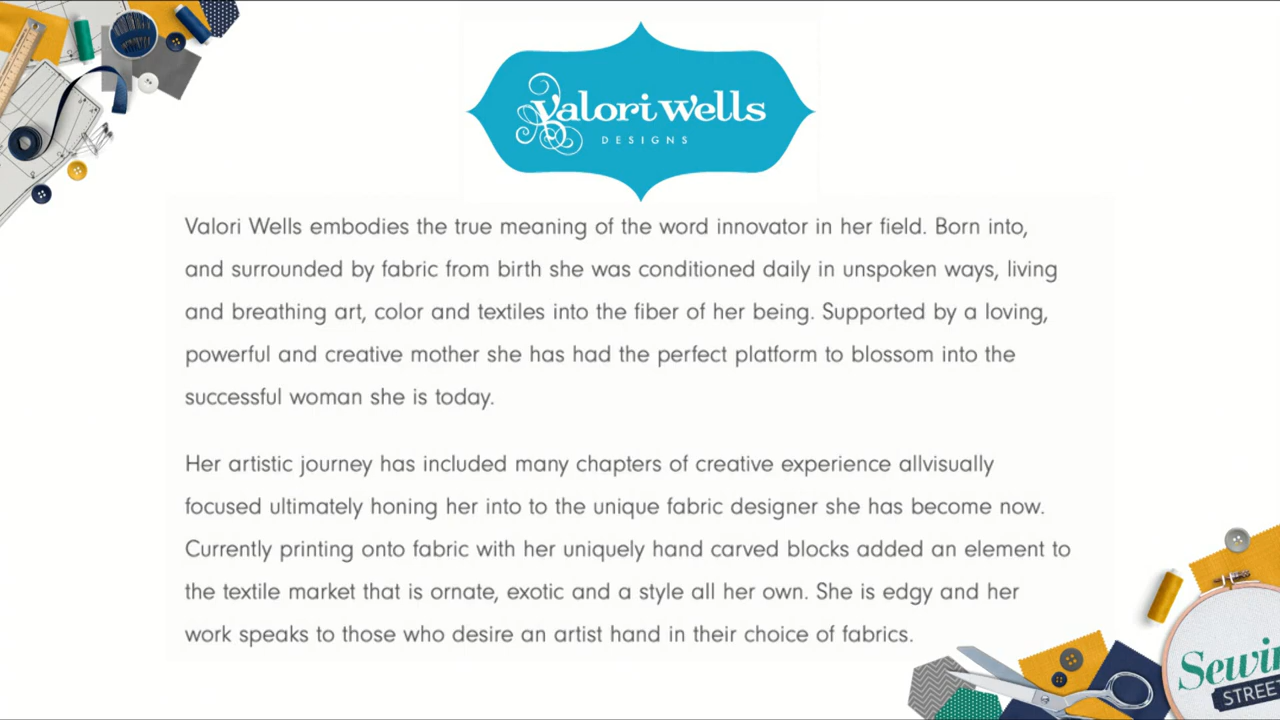 Valori Wells
DESIGNS
Valori Wells embodies the true meaning of the word innovator in her field. Born into,
and surrounded by fabric from birth she was conditioned daily in unspoken ways, living
and breathing art, color and textiles into the fiber of her being. Supported by a loving,
powerful and creative mother she has had the perfect platform to blossom into the
successful woman she is today.
Her artistic journey has included many chapters of creative experience allvisually
focused ultimately honing her into to the unique fabric designer she has become now.
Currently printing onto fabric with her uniquely hand carved blocks added an element to
the textile market that is ornate, exotic and a style all her own. She is edgy and her
work speaks to those who desire an artist hand in their choice of fabrics.
STREET